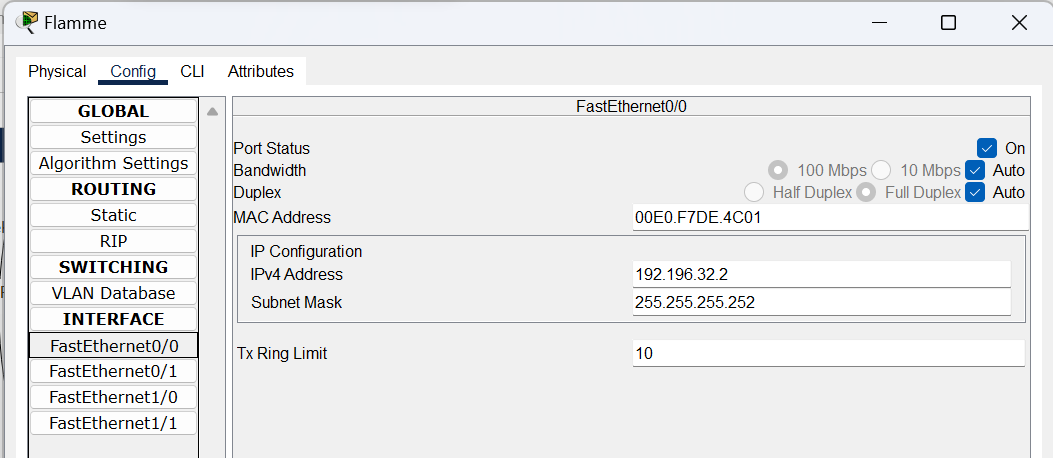 Flamme
Physical Config CLI Attributes
GLOBAL
Settings
Algorithm Settings
ROUTING
Static
RIP
SWITCHING
VLAN Database
INTERFACE
FastEthernet0/0
FastEthernet0/1
FastEthernet1/0
FastEthernet1/1
FastEthernet0/0
Port Status On
Bandwidth 100 Mbps 10 Mbps Auto
Duplex Half Duplex Full Duplex Auto
MAC Address 00E0.F7DE.4C01
IP Configuration
IPv4 Address 192.196.32.2
Subnet Mask 255.255.255.252
Tx Ring Limit 10